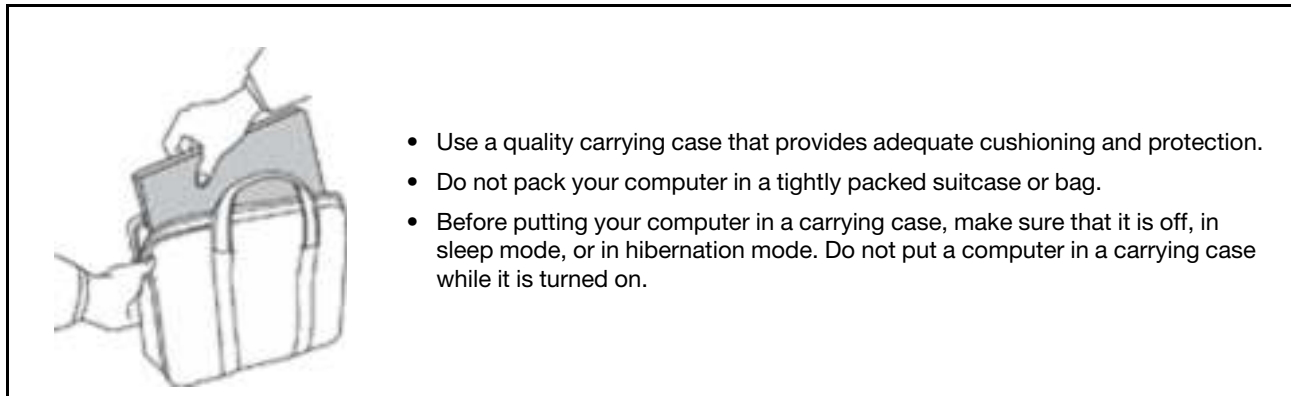 • Use a quality carrying case that provides adequate cushioning and protection.
• Do not pack your computer in a tightly packed suitcase or bag.
• Before putting your computer in a carrying case, make sure that it is off, in
sleep mode, or in hibernation mode. Do not put a computer in a carrying case
while it is turned on.